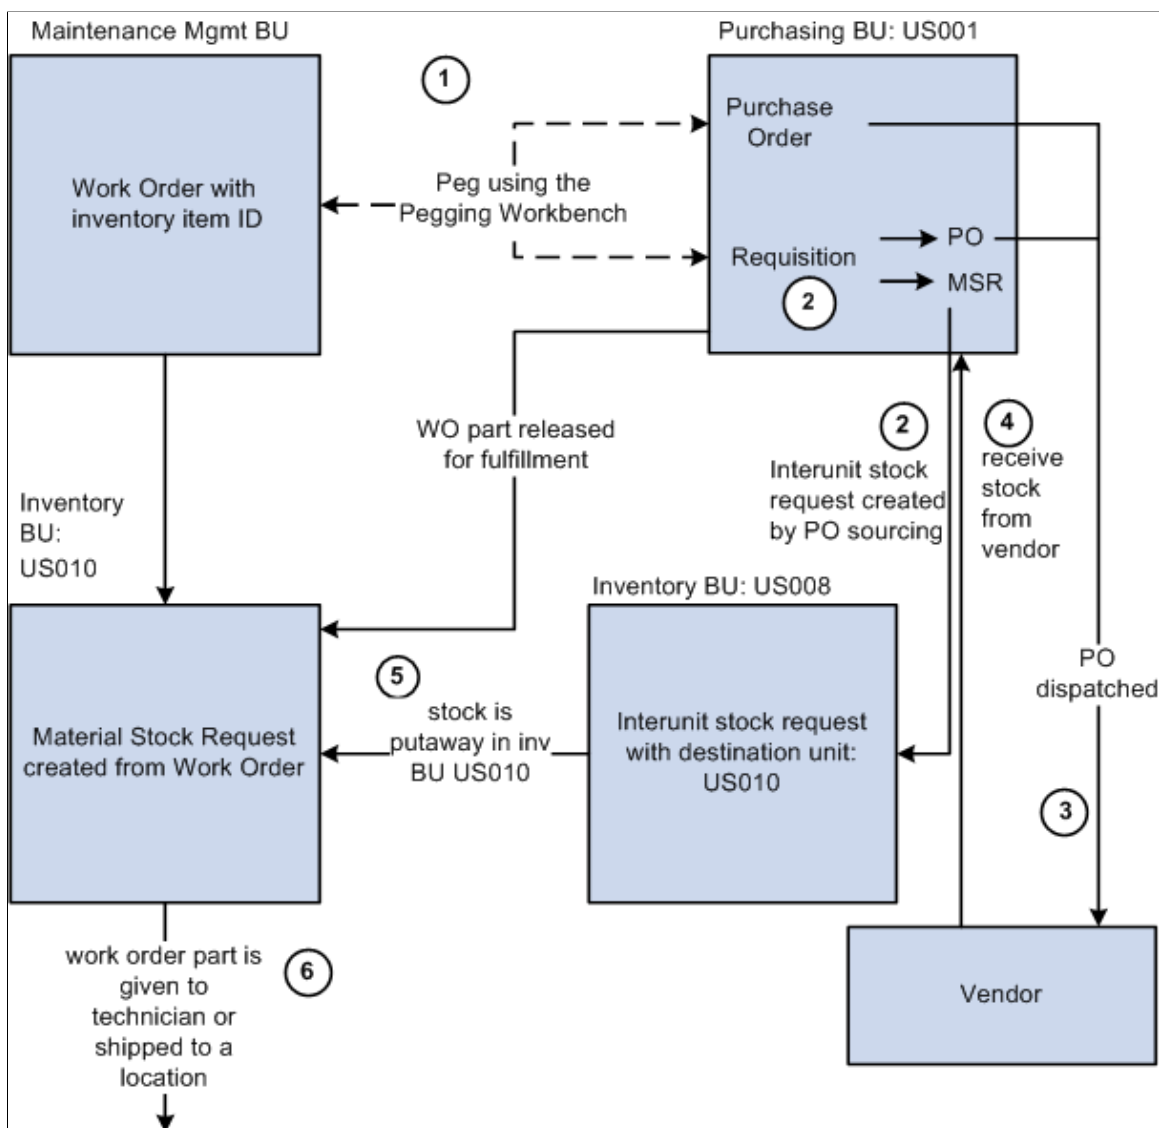 Maintenance Mgmt BU
Purchasing BU: US001
1
Work Order with
inventory item ID
Peg using the
Pegging Workbench
Purchase
Order
Requisition
PO
MSR
2
WO part released
for fulfillment
2
Interunit stock
request created
by PO sourcing
4
receive
stock
from
vendor
Inventory
BU:
US010
Inventory BU: US008
Material Stock Request
created from Work Order
5
stock is
putaway in inv
BU US010
Interunit stock request
with destination unit:
US010
PO
dispatched
3
work order part is
given to
technician or
shipped to a
location
6
Vendor